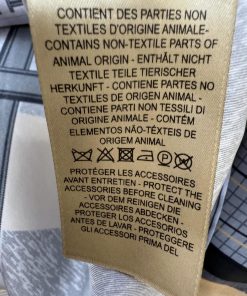 CONTIENT DES PARTIES NON
TEXTILES D'ORIGINE ANIMALE-
CONTAINS NON-TEXTILE PARTS OF
ANIMAL ORIGIN - ENTHÄLT NICHT
TEXTILE TEILE TIERISCHER
HERKUNFT - CONTIENE PARTES NO
TEXTILES DE ORIGEN ANIMAL -
CONTIENE PARTI NON TESSILI DI
ORIGINE ANIMALE - CONTÉM
ELEMENTOS NÃO-TÉXTEIS DE
ORIGEM ANIMAL
PROTÉGER LES ACCESSOIRES
AVANT ENTRETIEN - PROTECT THE
ACCESSORIES BEFORE CLEANING
- VOR DEM REINIGEN DIE
ACCESSOIRES ABDECKEN -
PROTEGER LOS ACCESORIOS
ANTES DE LAVAR - PROTEGGERE
GLI ACCESSORI PRIMA DEL